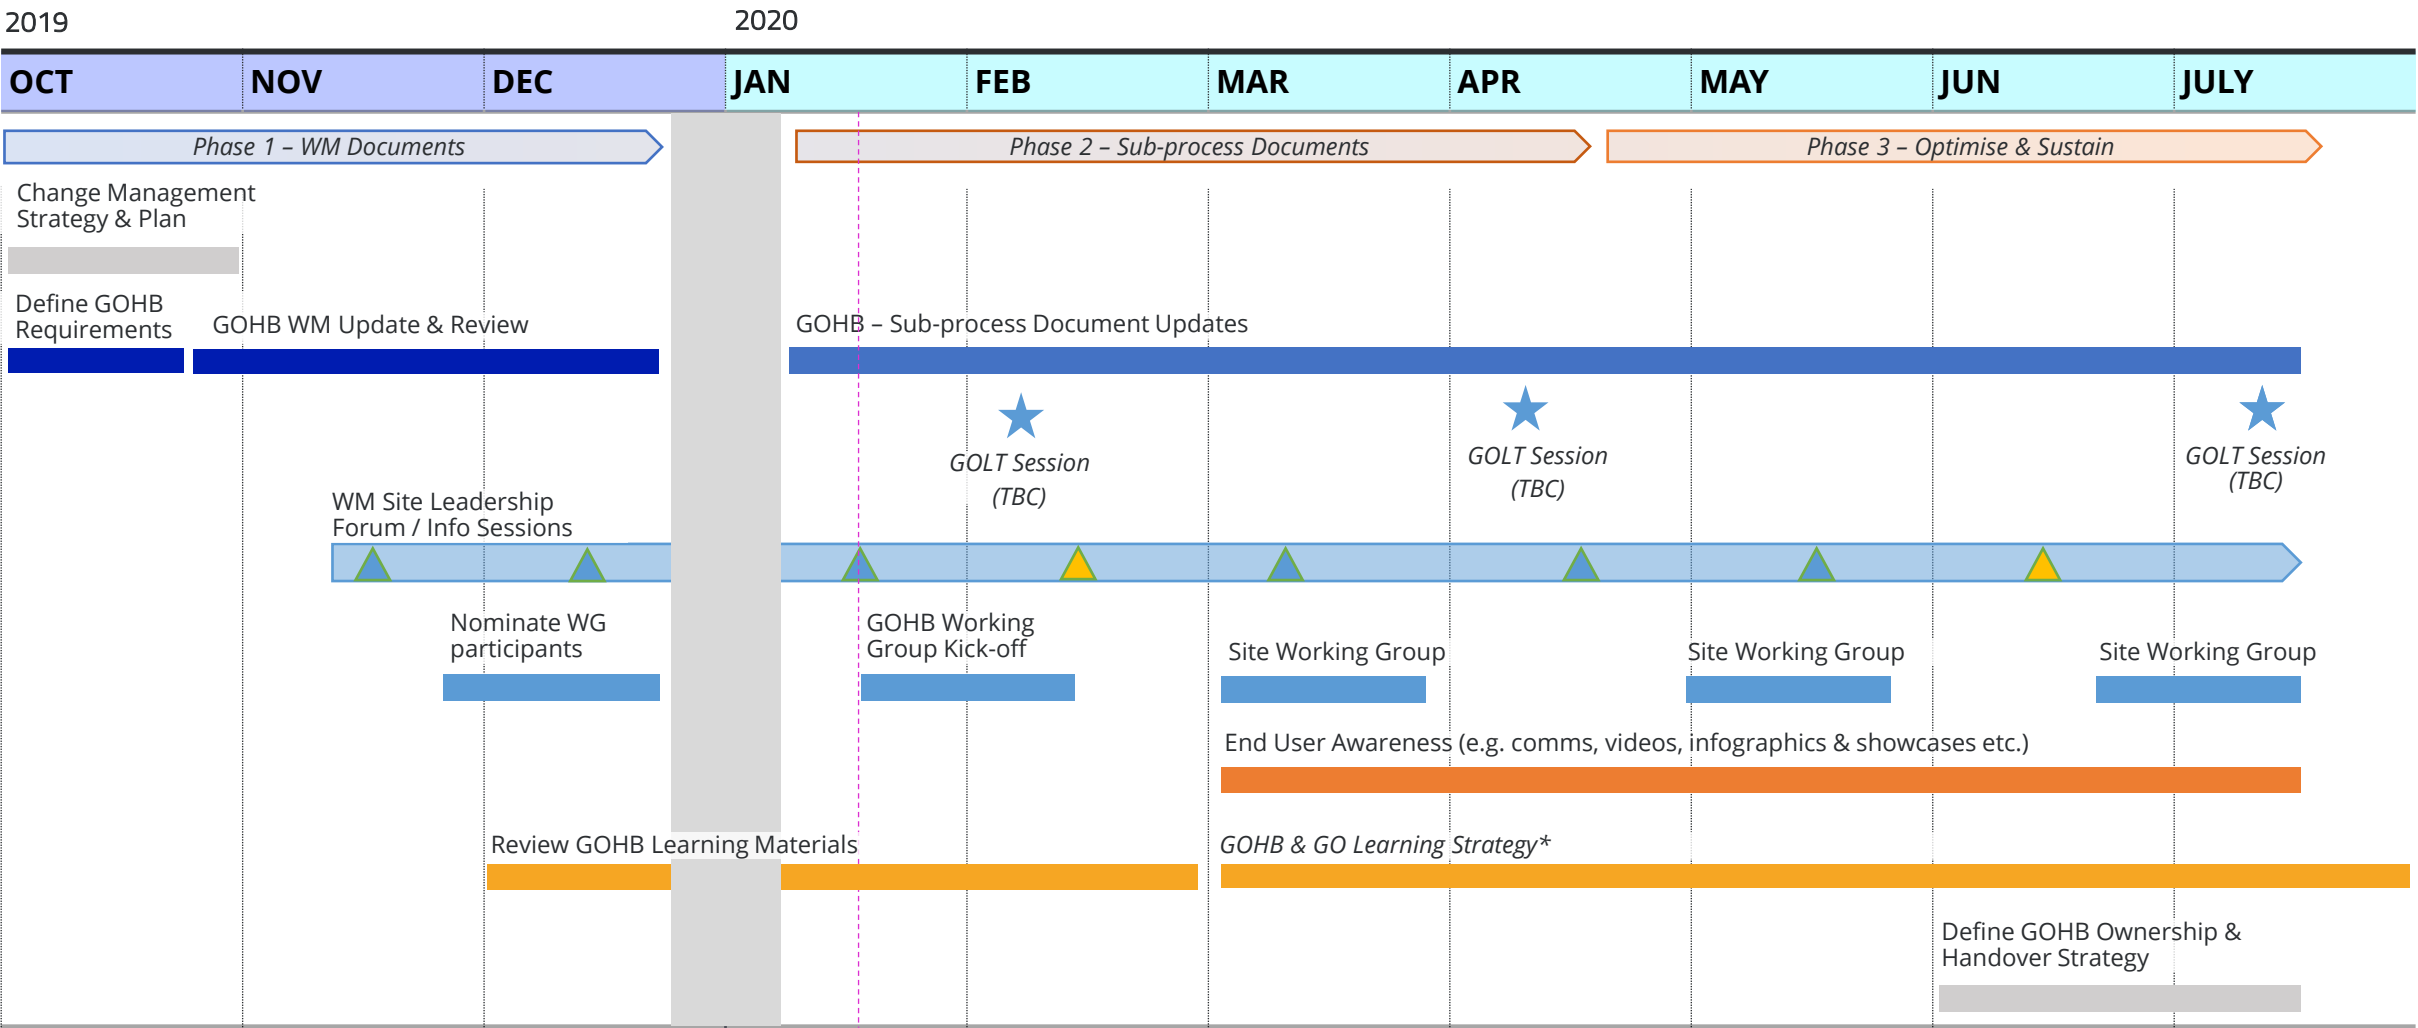 2019
2020
OCT
NOV
DEC
JAN
FEB
MAR
APR
MAY
JUN
JULY
Phase 1 – WM Documents
Phase 2 – Sub-process Documents
Phase 3 – Optimise & Sustain
Change Management
Strategy & Plan
Define GOHB
Requirements
GOHB WM Update & Review
GOHB – Sub-process Document Updates
GOLT Session
(TBC)
GOLT Session
(TBC)
GOLT Session
(TBC)
WM Site Leadership
Forum / Info Sessions
Nominate WG
participants
GOHB Working
Group Kick-off
Site Working Group
Site Working Group
Site Working Group
End User Awareness (e.g. comms, videos, infographics & showcases etc.)
Review GOHB Learning Materials
GOHB & GO Learning Strategy*
Define GOHB Ownership &
Handover Strategy